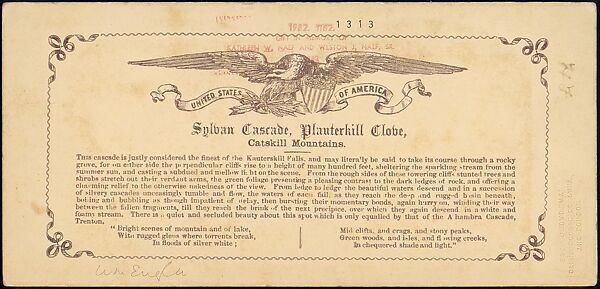 1982. 1182. 1313
KATHERINE W. NAEF AND WESTON J. NAEF, SR.
UNITED STATES OF AMERICA
Sylvan Cascade, Plauterkill Clove,
Catskill Mountains.
This cascade is justly considered the finest of the Kauterskill Falls, and may literally be said to take its course through a rocky
grove, for on either side the perpendicular cliffs rise to a height of many hundred feet, sheltering the sparkling stream from the
summer sun, and casting a subdued and mellow light on the scene. From the rough sides of these towering cliffs stunted trees and
shrubs stretch out their verdant arms, the green foliage presenting a pleasing contrast to the dark ledges of rock, and offering a
charming relief to the otherwise nakedness of the view. From ledge to ledge the beautiful waters descend and in a succession
of silvery cascades unceasingly tumble and flow, the waters of each fall, as they reach the deep and rugged basin beneath,
boiling and bubbling as though impatient of delay, then bursting their momentary bonds, again hurry on, winding their way
between the fallen fragments, till they reach the brink of the next precipice, over which they again descend in a white and
foamy stream. There is a quiet and secluded beauty about this spot which is only equalled by that of the Alhambra Cascade,
Trenton.
" Bright scenes of mountain and of lake,
With rugged glens where torrents break,
In floods of silver white ;
Mid clifts, and crags, and stony peaks,
Green woods, and isles, and flowing creeks,
In chequered shade and light."